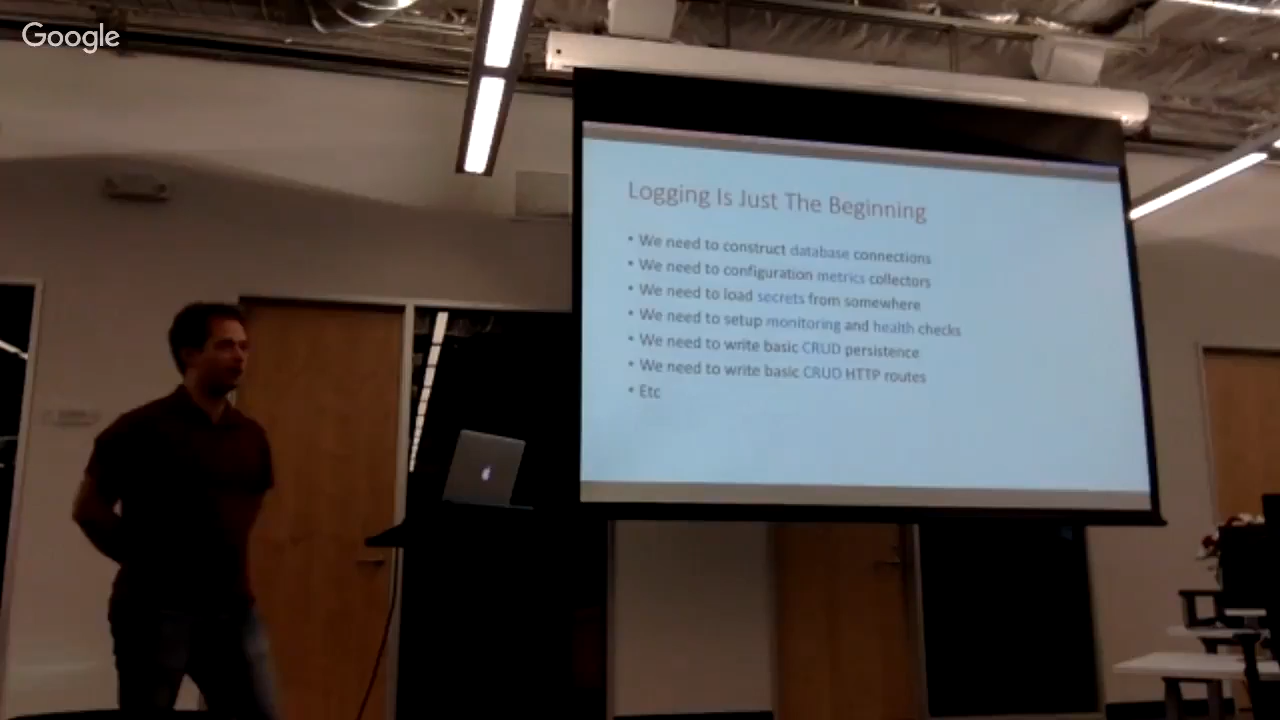 Google
Logging Is Just The Beginning
• We need to construct database connections
• We need to configuration metrics collectors
• We need to load secrets from somewhere
• We need to setup monitoring and health checks
• We need to write basic CRUD persistence
• We need to write basic CRUD HTTP routes
• Etc